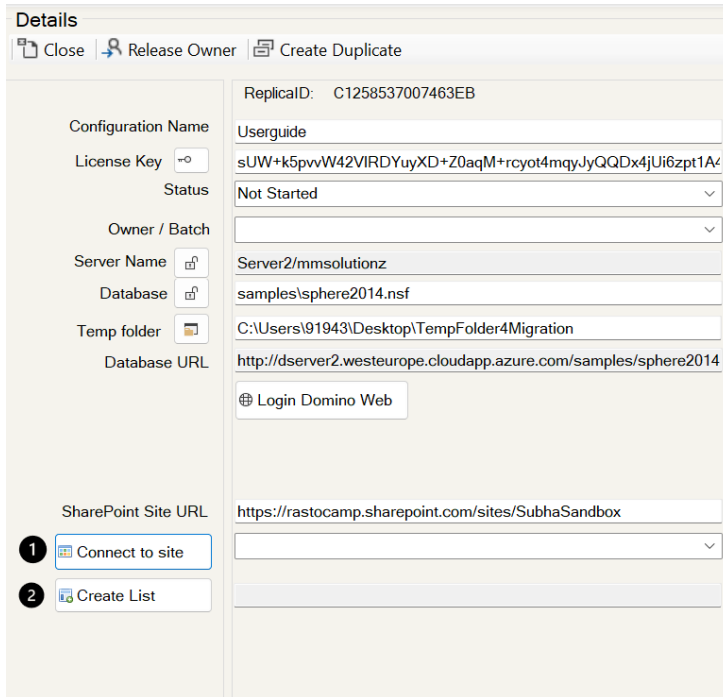 Details
Close Release Owner Create Duplicate
ReplicaID: C1258537007463EB
Configuration Name Userguide
License Key sUW+k5pvvW42VIRDYuyXD+Z0aqM+rcyot4mqyJyQQDx4jUi6zpt1A4
Status Not Started
Owner / Batch
Server Name Server2/mmsolutionz
Database samples\sphere2014.nsf
Temp folder C:\Users\91943\Desktop\TempFolder4Migration
Database URL http://dserver2.westeurope.cloudapp.azure.com/samples/sphere2014
Login Domino Web
SharePoint Site URL https://rastocamp.sharepoint.com/sites/SubhaSandbox
1 Connect to site
2 Create List